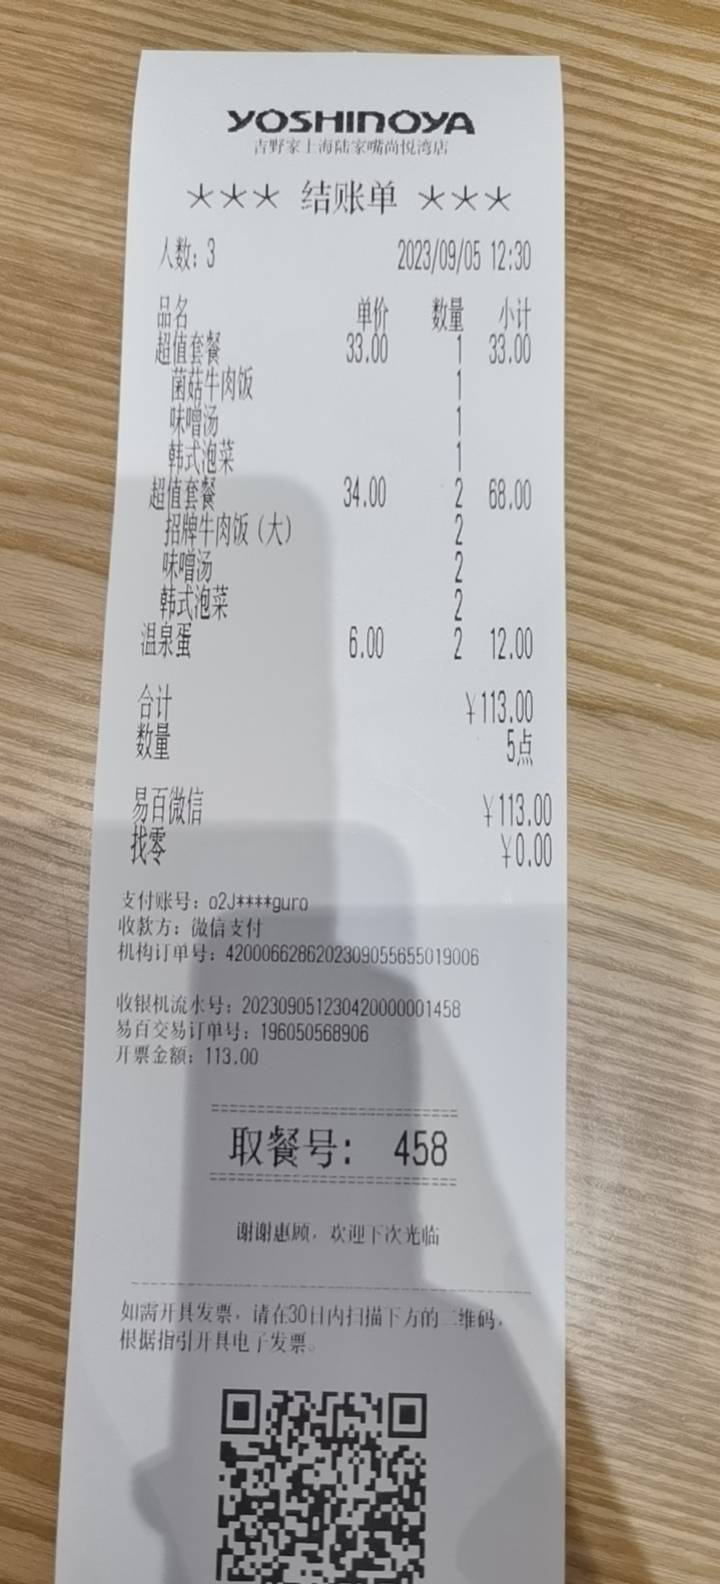 YOSHINOYA
吉野家上海陆家嘴尚悦湾店
*** 结账单 ***
人数：3 2023/09/05 12:30
品名 单价 数量 小计
超值套餐 33.00 1 33.00
菌菇牛肉饭 1
味噌汤 1
韩式泡菜 1
超值套餐 34.00 2 68.00
招牌牛肉饭（大） 2
味噌汤 2
韩式泡菜 2
温泉蛋 6.00 2 12.00
合计 ¥113.00
数量 5点
易百微信 ¥113.00
找零 ¥0.00
支付账号：o2J****guro
收款方：微信支付
机构订单号：4200066286202309055655019006
收银机流水号：2023090512304200000001458
易百交易订单号：196050568906
开票金额：113.00
取餐号： 458
谢谢惠顾，欢迎下次光临
如需开具发票，请在30日内扫描下方的二维码，
根据指引开具电子发票。